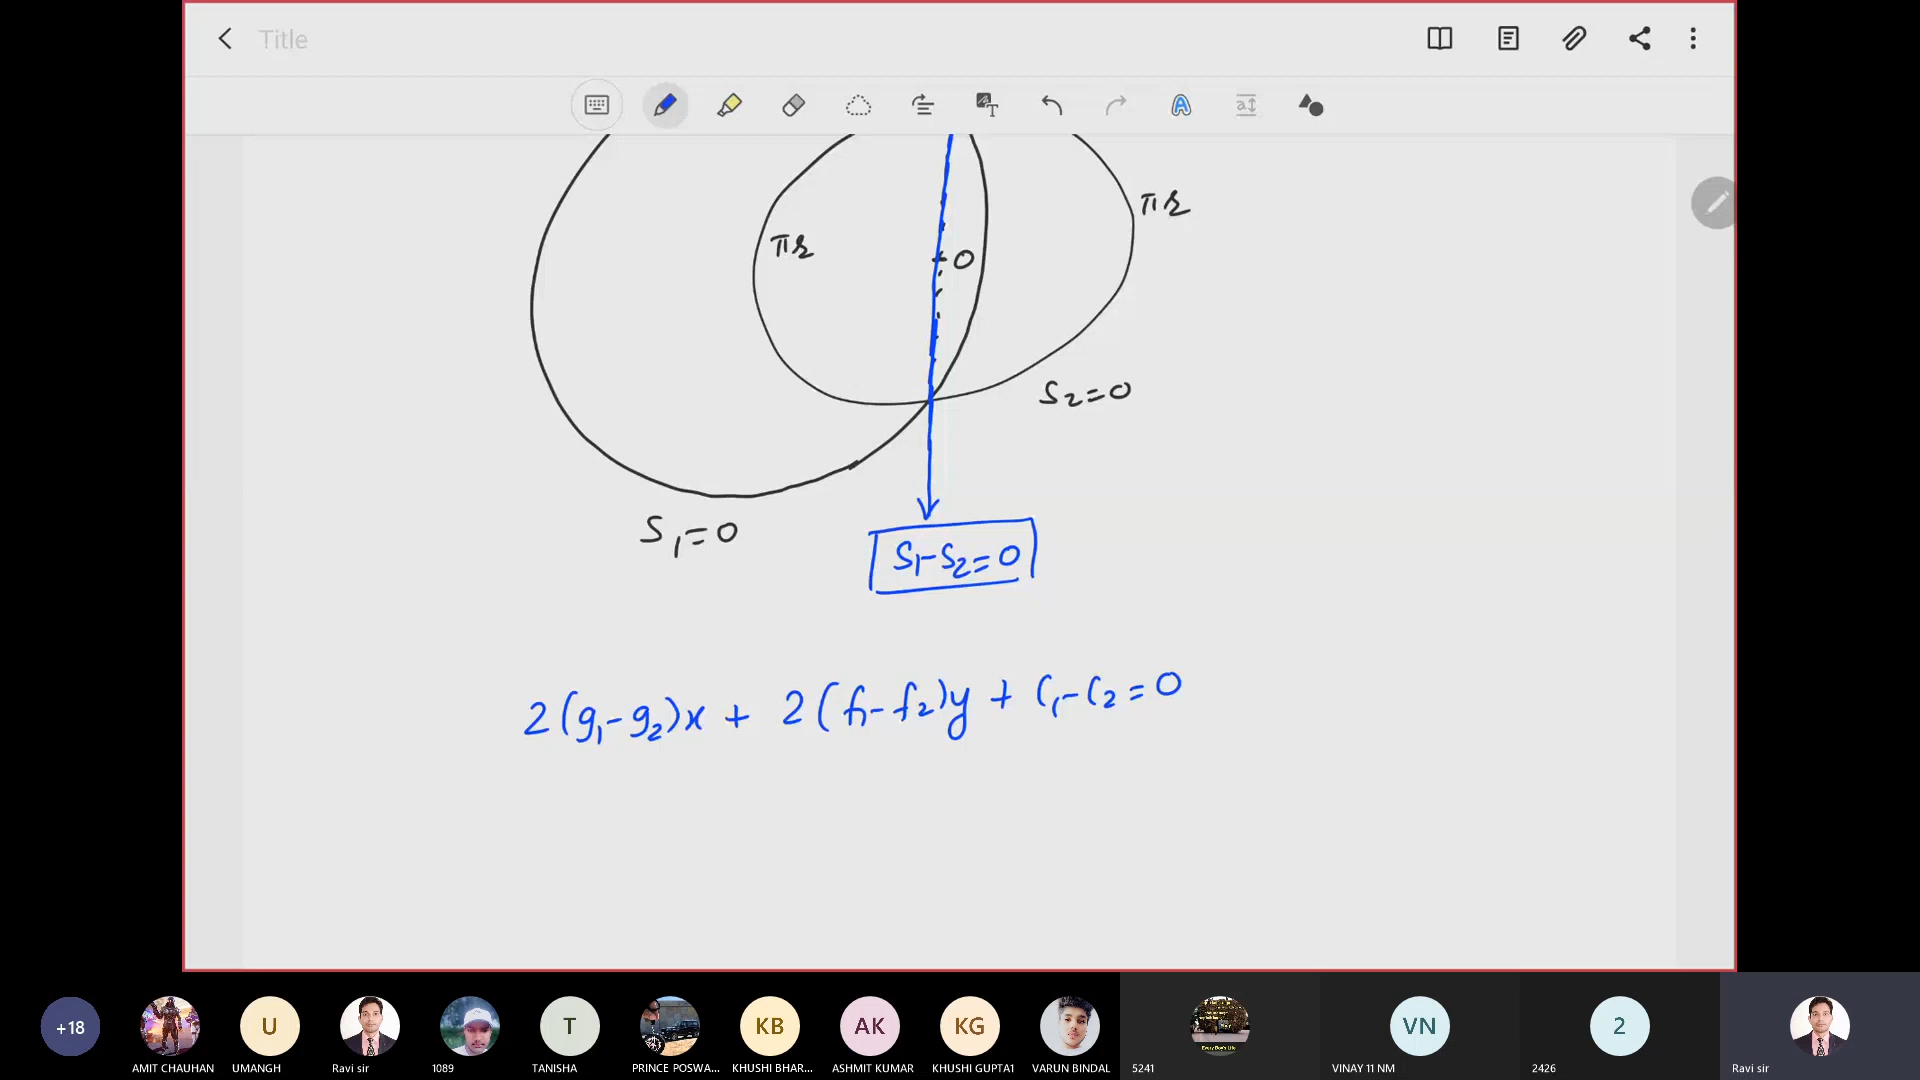 Title
πr
πr
O
S₂=0
S₁=0
S₁-S₂=0
2(g₁-g₂)x + 2(f₁-f₂)y + C₁-C₂=0
+18
U
T
KB
AK
KG
VN
2
AMIT CHAUHAN
UMANGH
Ravi sir
1089
TANISHA
PRINCE POSWA...
KHUSHI BHAR...
ASHMIT KUMAR
KHUSHI GUPTA1
VARUN BINDAL
5241
VINAY 11 NM
2426
Ravi sir